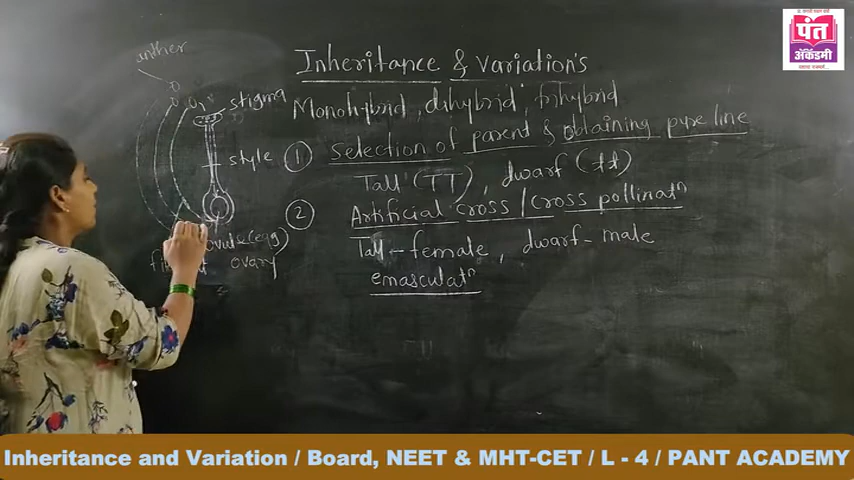 anther
stigma
style
ovule(egg)
ovary
Inheritance & Variation's
Monohybrid, dihybrid, trihybrid
① Selection of parent & obtaining pure line
Tall (TT), dwarf (tt)
② Artificial cross / Cross pollinatⁿ
Tall - female, dwarf - male
emasculatⁿ
पंत
अ‍ॅकॅडमी
Inheritance and Variation / Board, NEET & MHT-CET / L - 4 / PANT ACADEMY